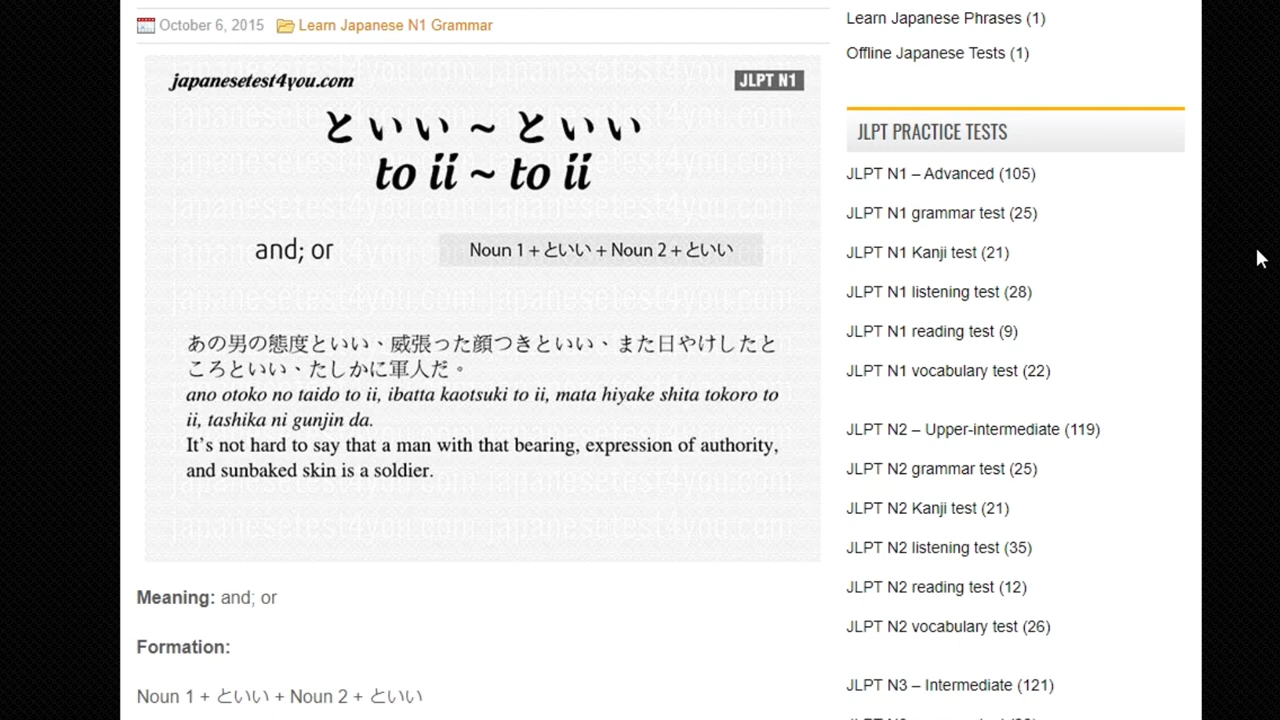 October 6, 2015 Learn Japanese N1 Grammar
japanesetest4you.com
JLPT N1
といい ~ といい
to ii ~ to ii
and; or
Noun 1 + といい + Noun 2 + といい
あの男の態度といい、威張った顔つきといい、また日やけしたと
ころといい、たしかに軍人だ。
ano otoko no taido to ii, ibatta kaotsuki to ii, mata hiyake shita tokoro to
ii, tashika ni gunjin da.
It's not hard to say that a man with that bearing, expression of authority,
and sunbaked skin is a soldier.
Meaning: and; or
Formation:
Noun 1 + といい + Noun 2 + といい
Learn Japanese Phrases (1)
Offline Japanese Tests (1)
JLPT PRACTICE TESTS
JLPT N1 – Advanced (105)
JLPT N1 grammar test (25)
JLPT N1 Kanji test (21)
JLPT N1 listening test (28)
JLPT N1 reading test (9)
JLPT N1 vocabulary test (22)
JLPT N2 – Upper-intermediate (119)
JLPT N2 grammar test (25)
JLPT N2 Kanji test (21)
JLPT N2 listening test (35)
JLPT N2 reading test (12)
JLPT N2 vocabulary test (26)
JLPT N3 – Intermediate (121)